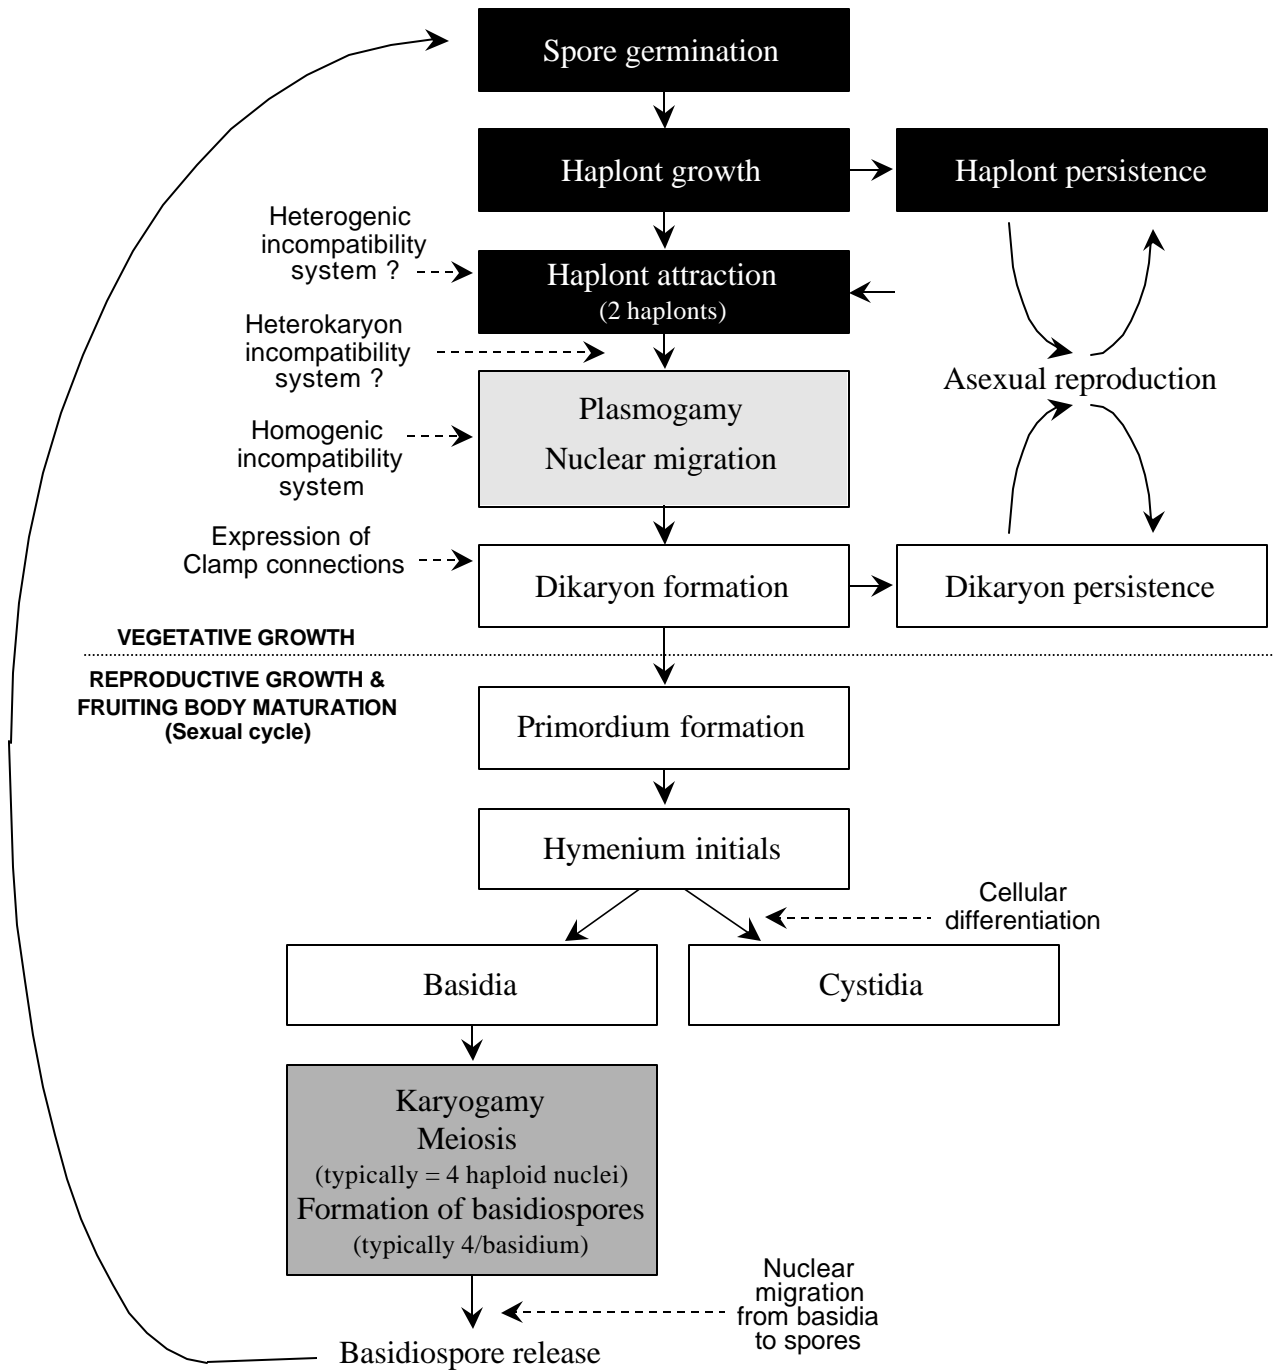 Spore germination
Haplont growth
Haplont persistence
Heterogenic
incompatibility
system ?
Haplont attraction
(2 haplonts)
Heterokaryon
incompatibility
system ?
Asexual reproduction
Plasmogamy
Nuclear migration
Homogenic
incompatibility
system
Expression of
Clamp connections
Dikaryon formation
Dikaryon persistence
VEGETATIVE GROWTH
REPRODUCTIVE GROWTH &
FRUITING BODY MATURATION
(Sexual cycle)
Primordium formation
Hymenium initials
Cellular
differentiation
Basidia
Cystidia
Karyogamy
Meiosis
(typically = 4 haploid nuclei)
Formation of basidiospores
(typically 4/basidium)
Nuclear
migration
from basidia
to spores
Basidiospore release